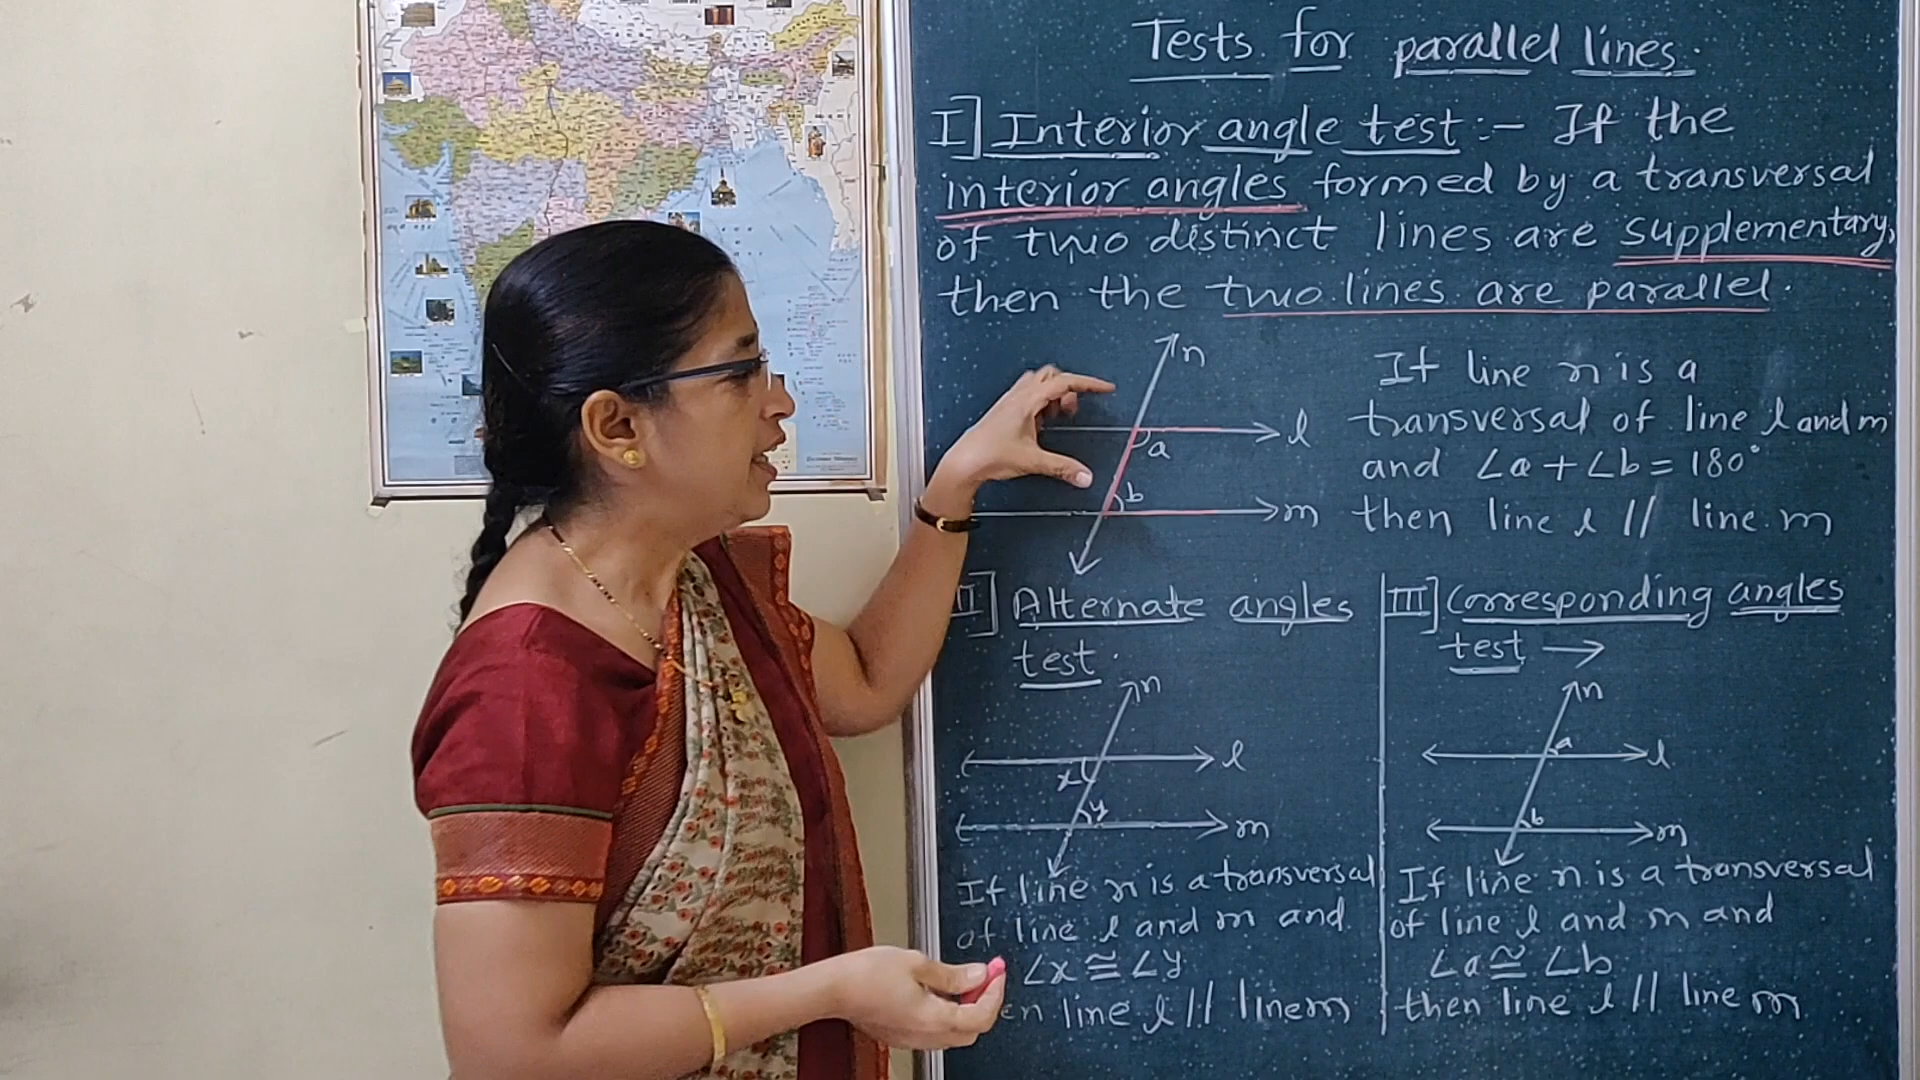 Tests for parallel lines.
I] Interior angle test :- If the
interior angles formed by a transversal
of two distinct lines are supplementary,
then the two lines are parallel.
n
l
a
b
m
If line n is a
transversal of line l and m
and ∠a + ∠b = 180°
then line l // line m
II] Alternate angles
test.
n
l
x
y
m
If line n is a transversal
of line l and m and
∠x ≅ ∠y
en line l // line m
III] Corresponding angles
test →
n
a
l
b
m
If line n is a transversal
of line l and m and
∠a ≅ ∠b
then line l // line m